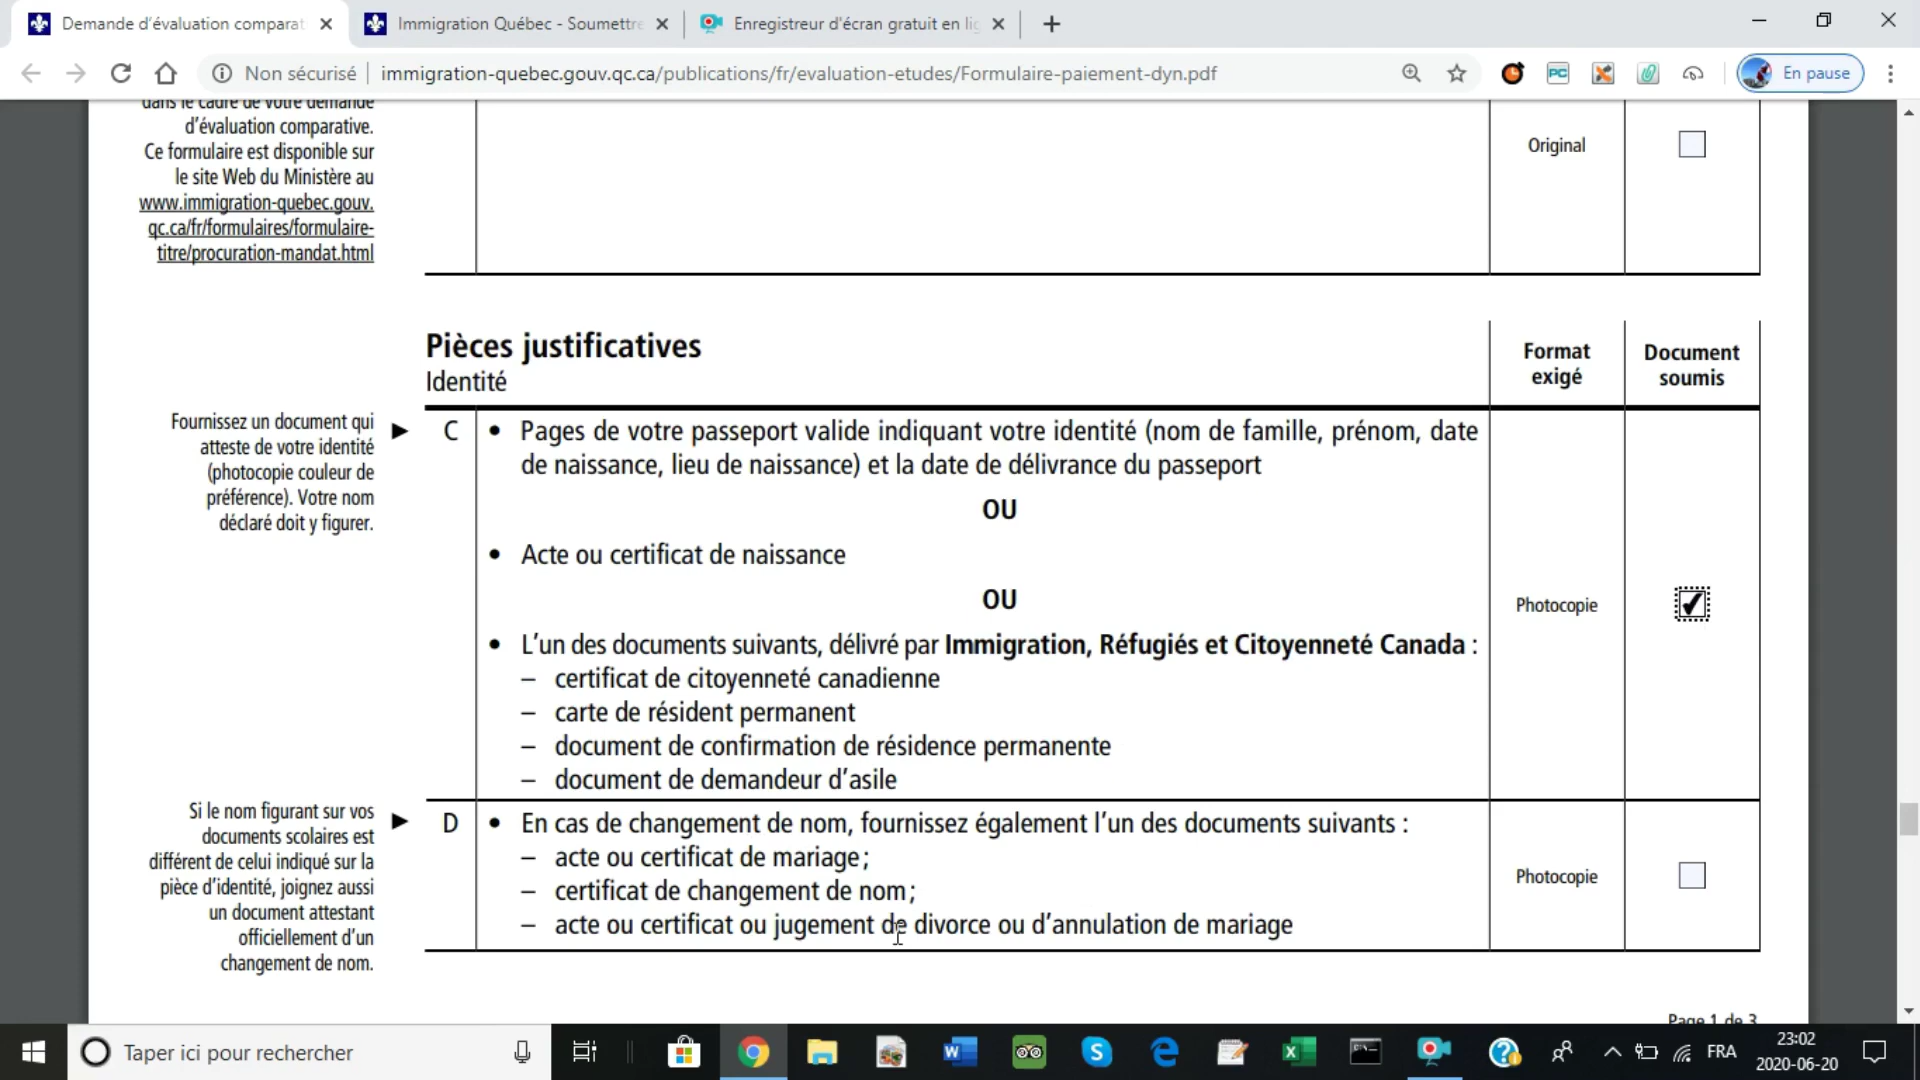 Demande d'évaluation comparat
Immigration Québec - Soumettre
Enregistreur d'écran gratuit en lig
Non sécurisé
immigration-quebec.gouv.qc.ca/publications/fr/evaluation-etudes/Formulaire-paiement-dyn.pdf
PC
En pause
dans le cadre de votre demande
d'évaluation comparative.
Ce formulaire est disponible sur
le site Web du Ministère au
www.immigration-quebec.gouv.
qc.ca/fr/formulaires/formulaire-
titre/procuration-mandat.html
Original
Pièces justificatives
Identité
Format
exigé
Document
soumis
Fournissez un document qui
atteste de votre identité
(photocopie couleur de
préférence). Votre nom
déclaré doit y figurer.
C
• Pages de votre passeport valide indiquant votre identité (nom de famille, prénom, date
de naissance, lieu de naissance) et la date de délivrance du passeport
OU
• Acte ou certificat de naissance
OU
• L'un des documents suivants, délivré par Immigration, Réfugiés et Citoyenneté Canada :
– certificat de citoyenneté canadienne
– carte de résident permanent
– document de confirmation de résidence permanente
– document de demandeur d'asile
Photocopie
Si le nom figurant sur vos
documents scolaires est
différent de celui indiqué sur la
pièce d'identité, joignez aussi
un document attestant
officiellement d'un
changement de nom.
D
• En cas de changement de nom, fournissez également l'un des documents suivants :
– acte ou certificat de mariage;
– certificat de changement de nom;
– acte ou certificat ou jugement de divorce ou d'annulation de mariage
Photocopie
Page 1 de 3
Taper ici pour rechercher
FRA
23:02
2020-06-20